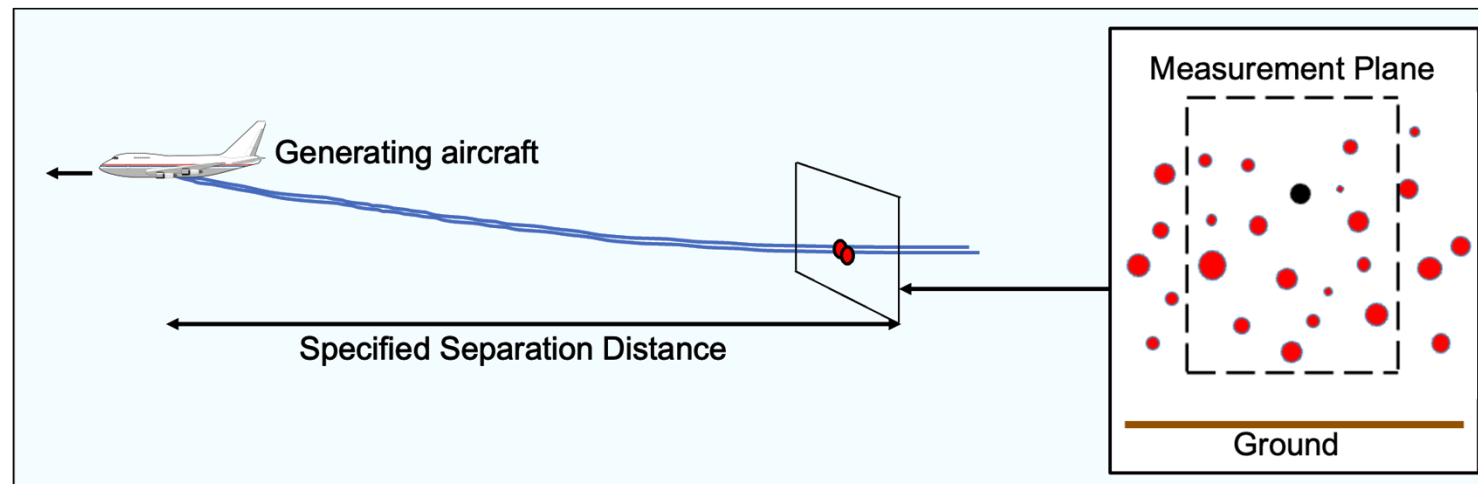 Measurement Plane
Generating aircraft
Specified Separation Distance
Ground